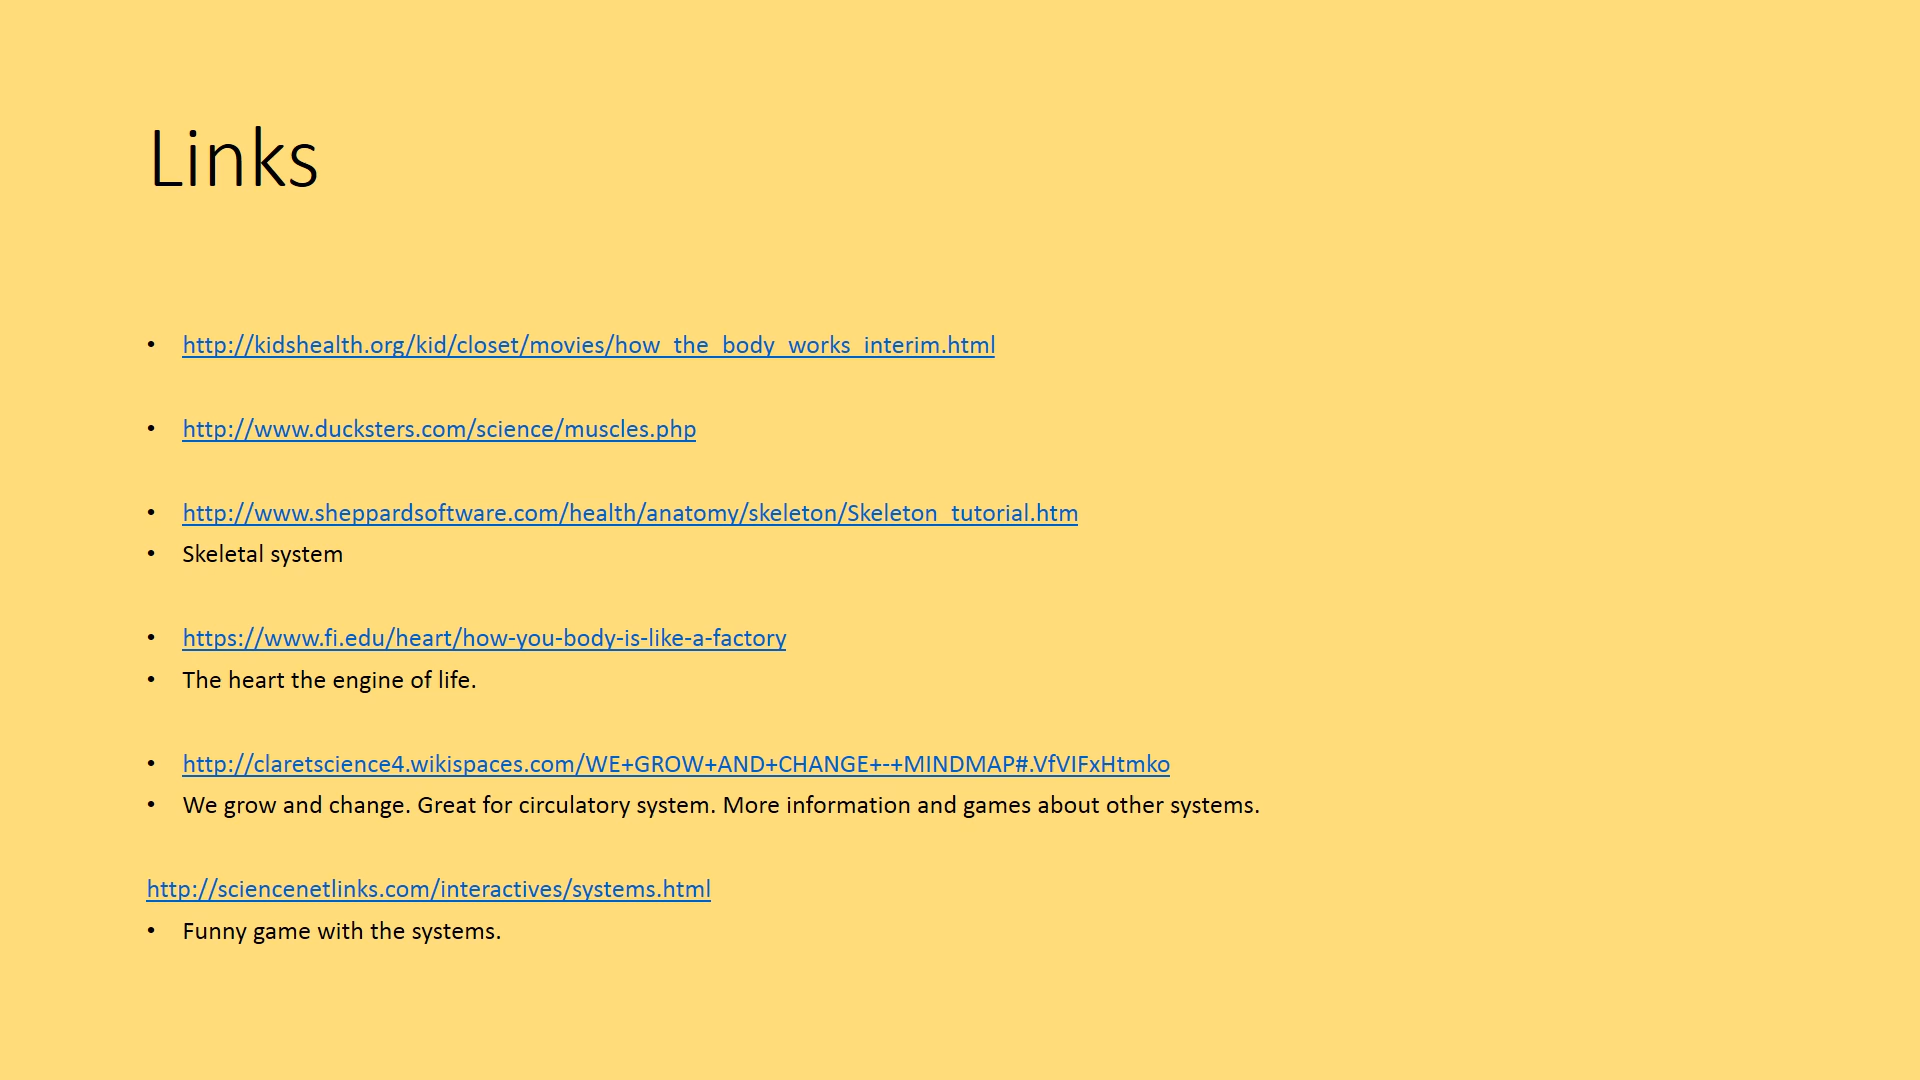 Links
• http://kidshealth.org/kid/closet/movies/how_the_body_works_interim.html
• http://www.ducksters.com/science/muscles.php
• http://www.sheppardsoftware.com/health/anatomy/skeleton/Skeleton_tutorial.htm
• Skeletal system
• https://www.fi.edu/heart/how-you-body-is-like-a-factory
• The heart the engine of life.
• http://claretscience4.wikispaces.com/WE+GROW+AND+CHANGE+-+MINDMAP#.VfVIFxHtmko
• We grow and change. Great for circulatory system. More information and games about other systems.
http://sciencenetlinks.com/interactives/systems.html
• Funny game with the systems.